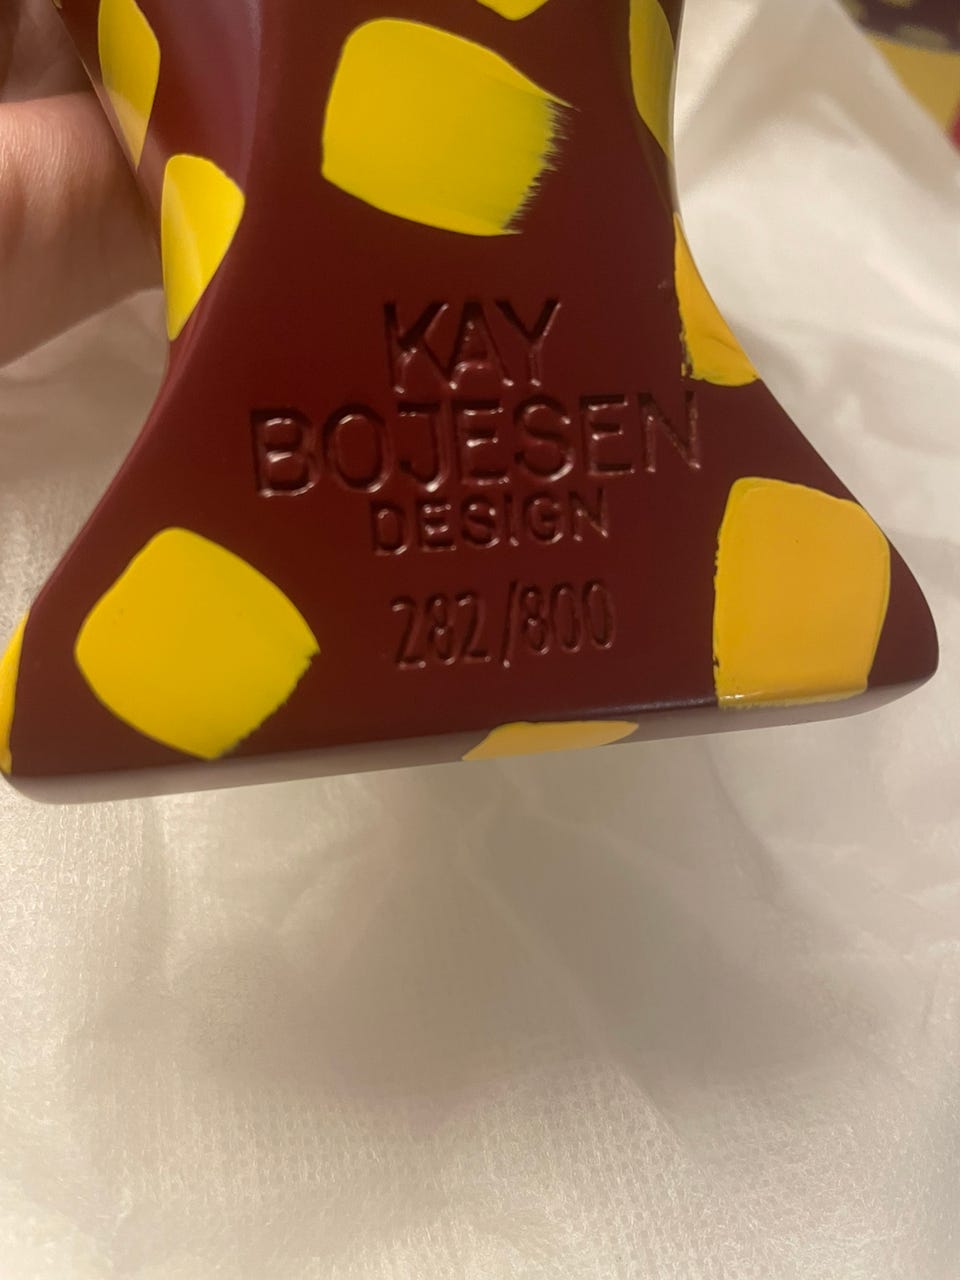 KAY
BOJESEN
DESIGN
282/800